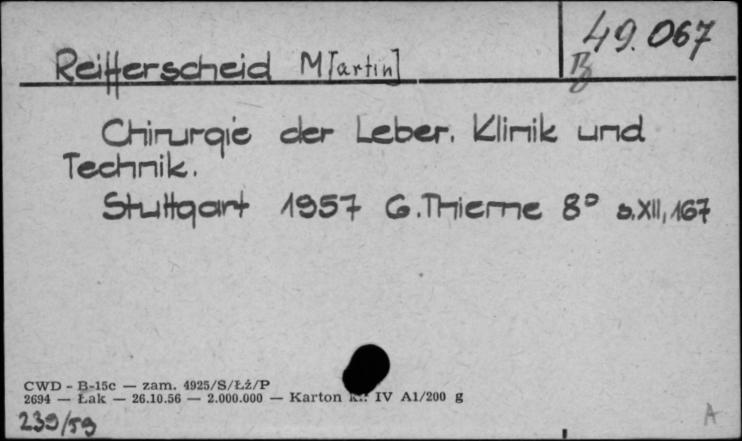 49.067
Reifferscheid M[artin]
B
Chirurgie der Leber. Klinik und
Technik.
Stuttgart 1957 G.Thieme 8° s.XII,167
CWD - B-15c — zam. 4925/S/Łż/P
2694 — Łak — 26.10.56 — 2.000.000 — Karton k.: IV A1/200 g
239/59
A